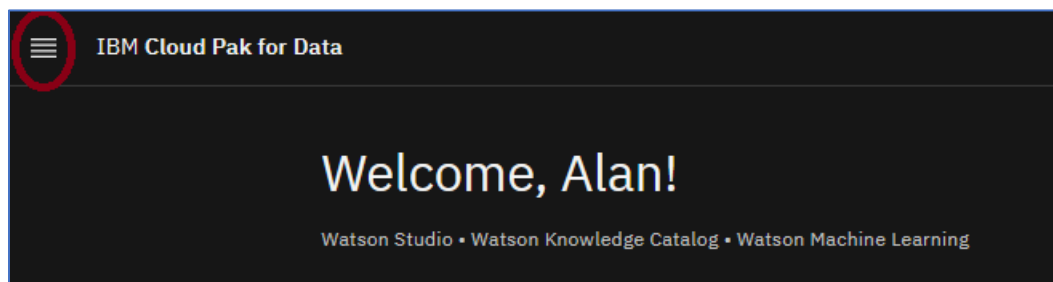 IBM Cloud Pak for Data
Welcome, Alan!
Watson Studio • Watson Knowledge Catalog • Watson Machine Learning